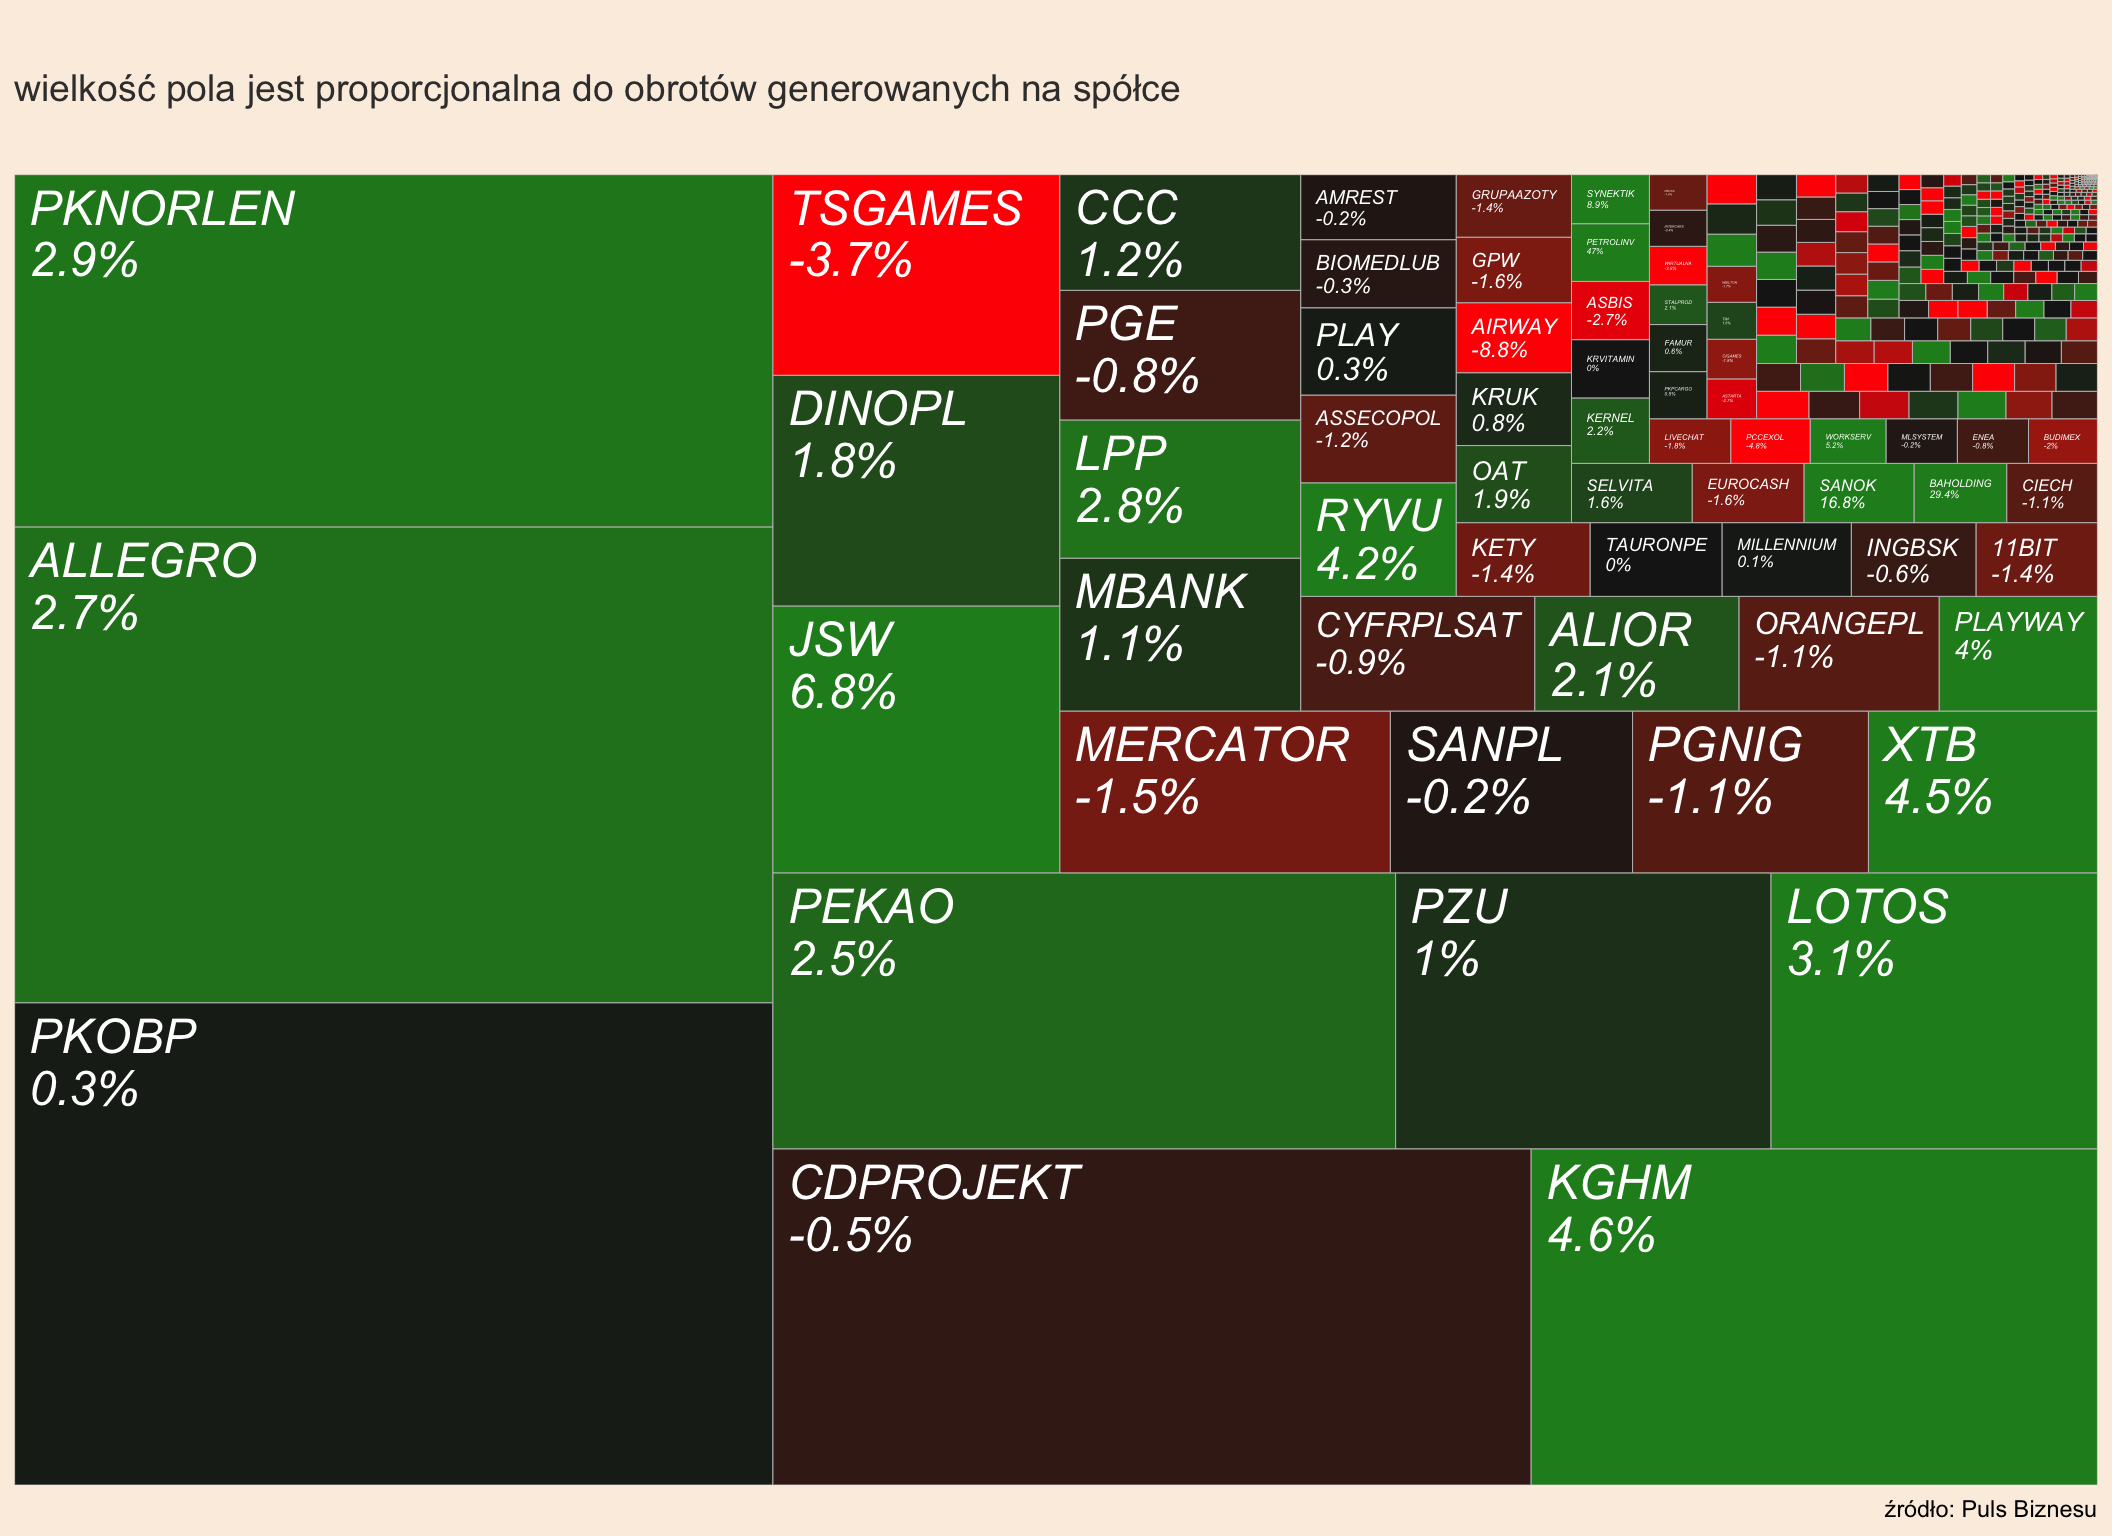 wielkość pola jest proporcjonalna do obrotów generowanych na spółce
PKNORLEN
2.9%
ALLEGRO
2.7%
PKOBP
0.3%
TSGAMES
-3.7%
DINOPL
1.8%
JSW
6.8%
PEKAO
2.5%
PZU
1%
LOTOS
3.1%
CDPROJEKT
-0.5%
KGHM
4.6%
CCC
1.2%
PGE
-0.8%
LPP
2.8%
MBANK
1.1%
MERCATOR
-1.5%
SANPL
-0.2%
PGNIG
-1.1%
XTB
4.5%
AMREST
-0.2%
BIOMEDLUB
-0.3%
PLAY
0.3%
ASSECOPOL
-1.2%
RYVU
4.2%
CYFRPLSAT
-0.9%
ALIOR
2.1%
ORANGEPL
-1.1%
PLAYWAY
4%
GRUPAAZOTY
-1.4%
GPW
-1.6%
AIRWAY
-8.8%
KRUK
0.8%
OAT
1.9%
KETY
-1.4%
TAURONPE
0%
MILLENNIUM
0.1%
INGBSK
-0.6%
11BIT
-1.4%
SYNEKTIK
8.9%
PETROLINV
47%
ASBIS
-2.7%
KRVITAMIN
0%
KERNEL
2.2%
SELVITA
1.6%
EUROCASH
-1.6%
SANOK
16.8%
BAHOLDING
29.4%
CIECH
-1.1%
WIRTUALNA
STALPROD
2.1%
FAMUR
0.6%
PKPCARGO
LIVECHAT
-1.8%
PCCEXOL
-4.8%
WORKSERV
5.2%
MLSYSTEM
-0.2%
ENEA
-0.8%
BUDIMEX
-2%
ASTARTA
źródło: Puls Biznesu